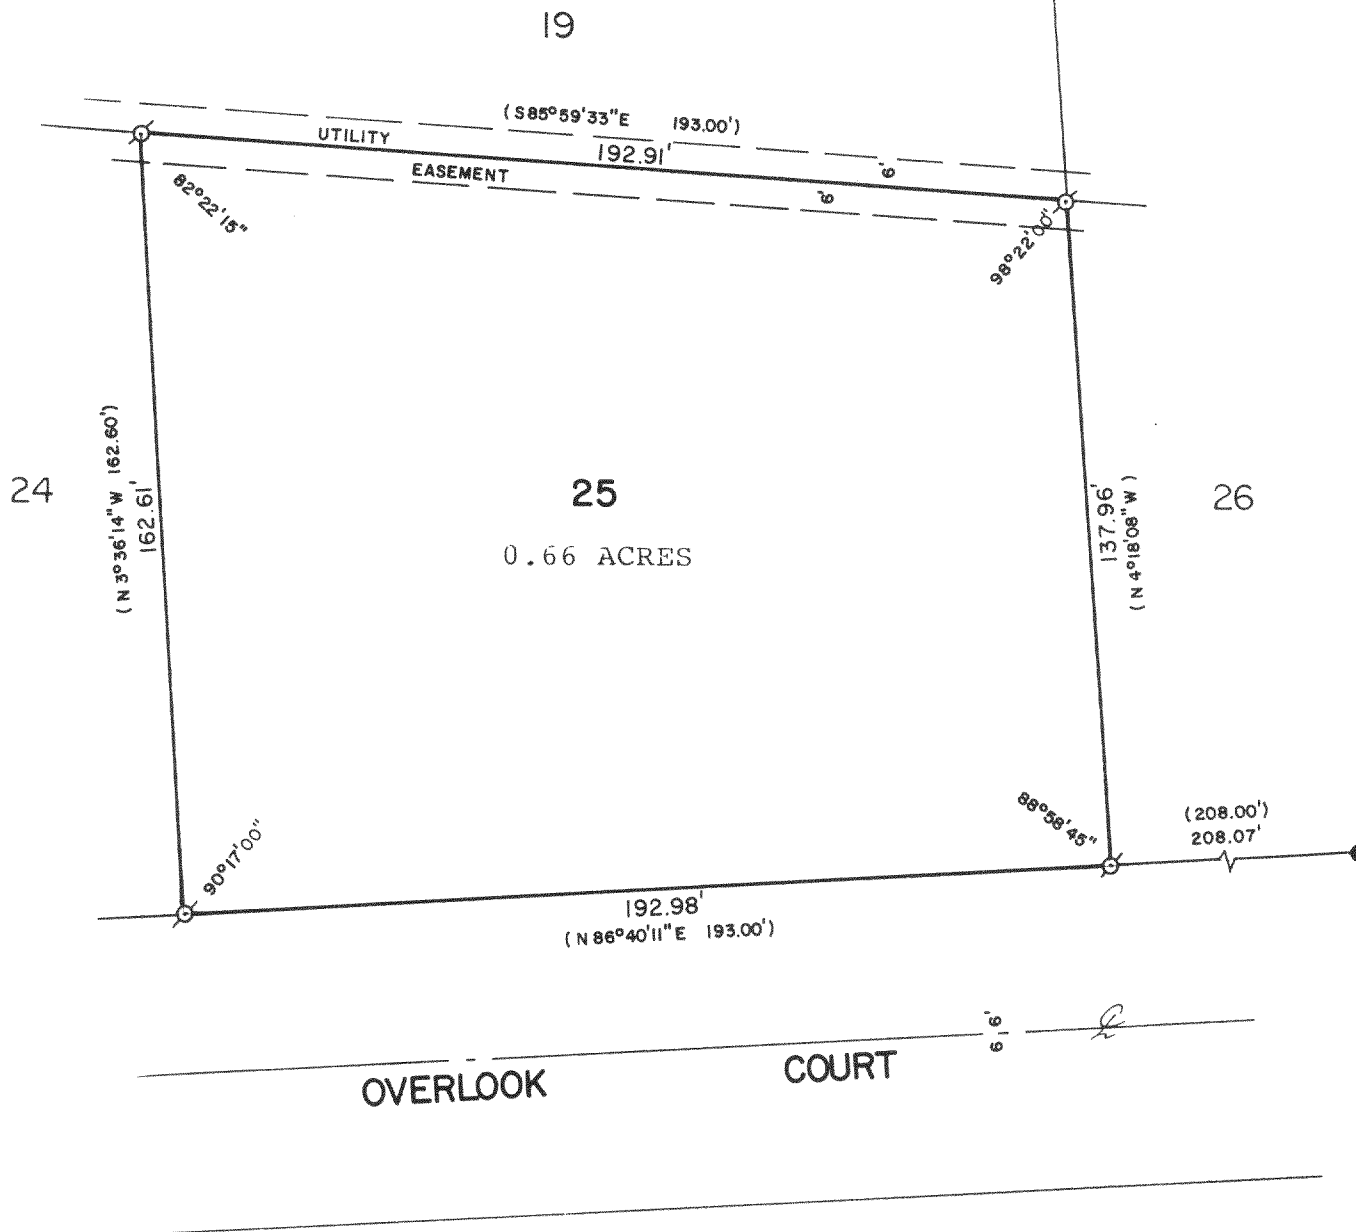 19
(S85°59'33"E 193.00')
UTILITY
192.91'
EASEMENT
6'
6'
82°22'15"
98°22'00"
(N 3°36'14"W 162.60')
162.61'
24
25
0.66 ACRES
137.96'
(N 4°18'08"W)
26
90°17'00"
88°58'45"
(208.00')
208.07'
192.98'
(N 86°40'11"E 193.00')
6'
6'
OVERLOOK COURT